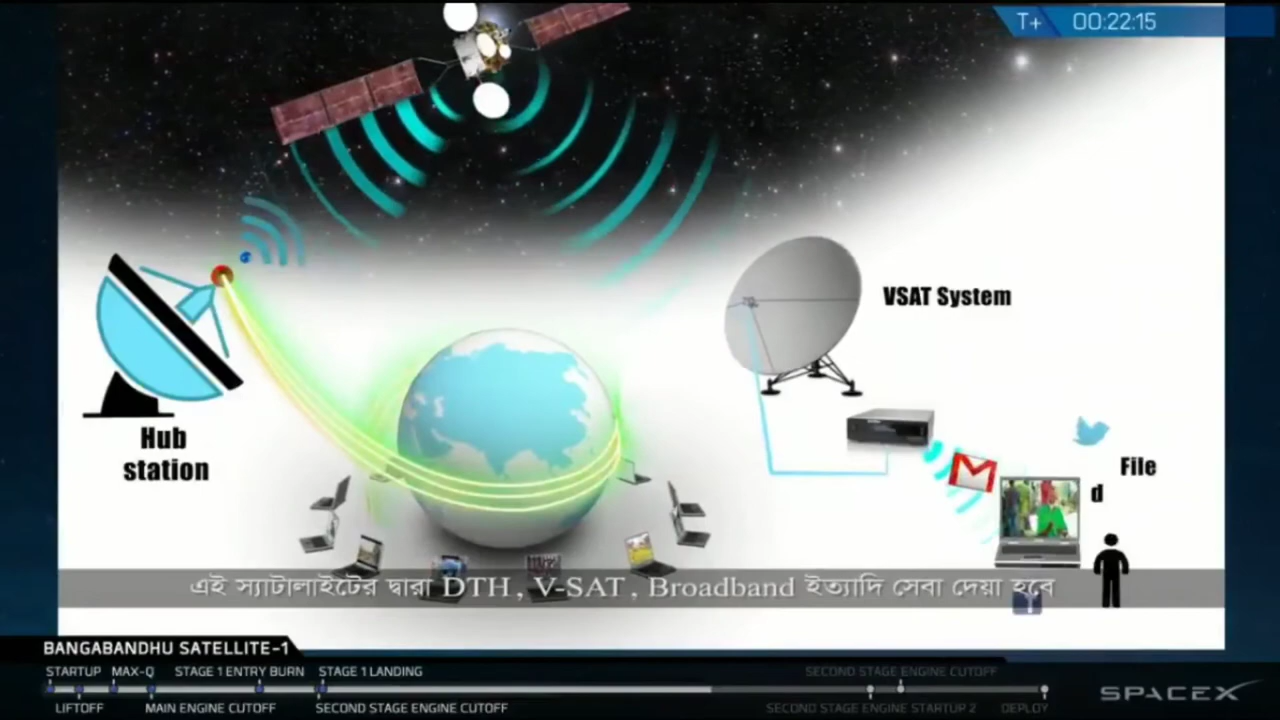 T+ 00:22:15
VSAT System
Hub
station
File
d
এই স্যাটালাইটের দ্বারা DTH, V-SAT, Broadband ইত্যাদি সেবা দেয়া হবে
BANGABANDHU SATELLITE-1
STARTUP MAX-Q STAGE 1 ENTRY BURN STAGE 1 LANDING SECOND STAGE ENGINE CUTOFF
LIFTOFF MAIN ENGINE CUTOFF SECOND STAGE ENGINE CUTOFF SECOND STAGE ENGINE STARTUP 2 DEPLOY
SPACEX